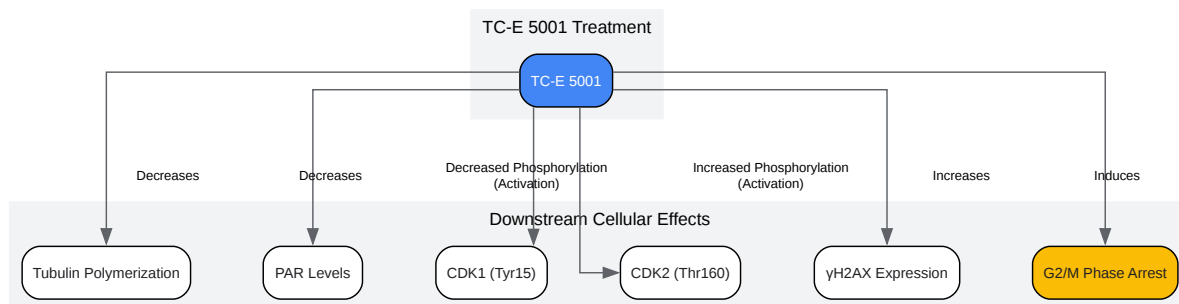 TC-E 5001 Treatment
TC-E 5001
Decreases
Decreases
Decreased Phosphorylation
(Activation)
Increased Phosphorylation
(Activation)
Increases
Induces
Downstream Cellular Effects
Tubulin Polymerization
PAR Levels
CDK1 (Tyr15)
CDK2 (Thr160)
γH2AX Expression
G2/M Phase Arrest